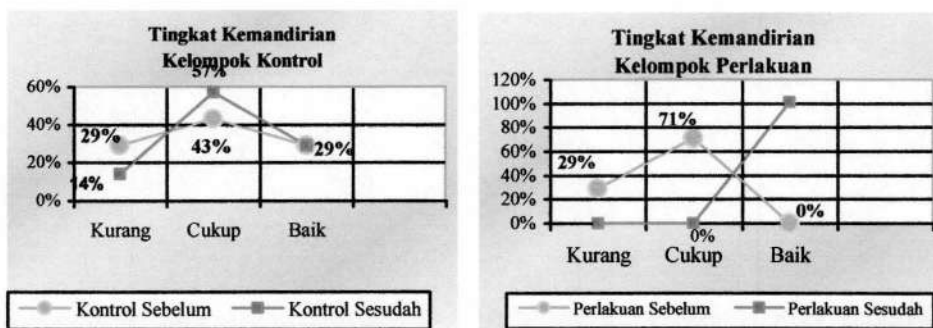 Tingkat Kemandirian
Kelompok Kontrol
57%
60%
40%
29%
43%
29%
20%
14%
0%
Kurang Cukup Baik
Kontrol Sebelum Kontrol Sesudah
Tingkat Kemandirian
Kelompok Perlakuan
120%
100%
80%
71%
60%
29%
40%
20%
0%
0%
0%
Kurang Cukup Baik
Perlakuan Sebelum Perlakuan Sesudah